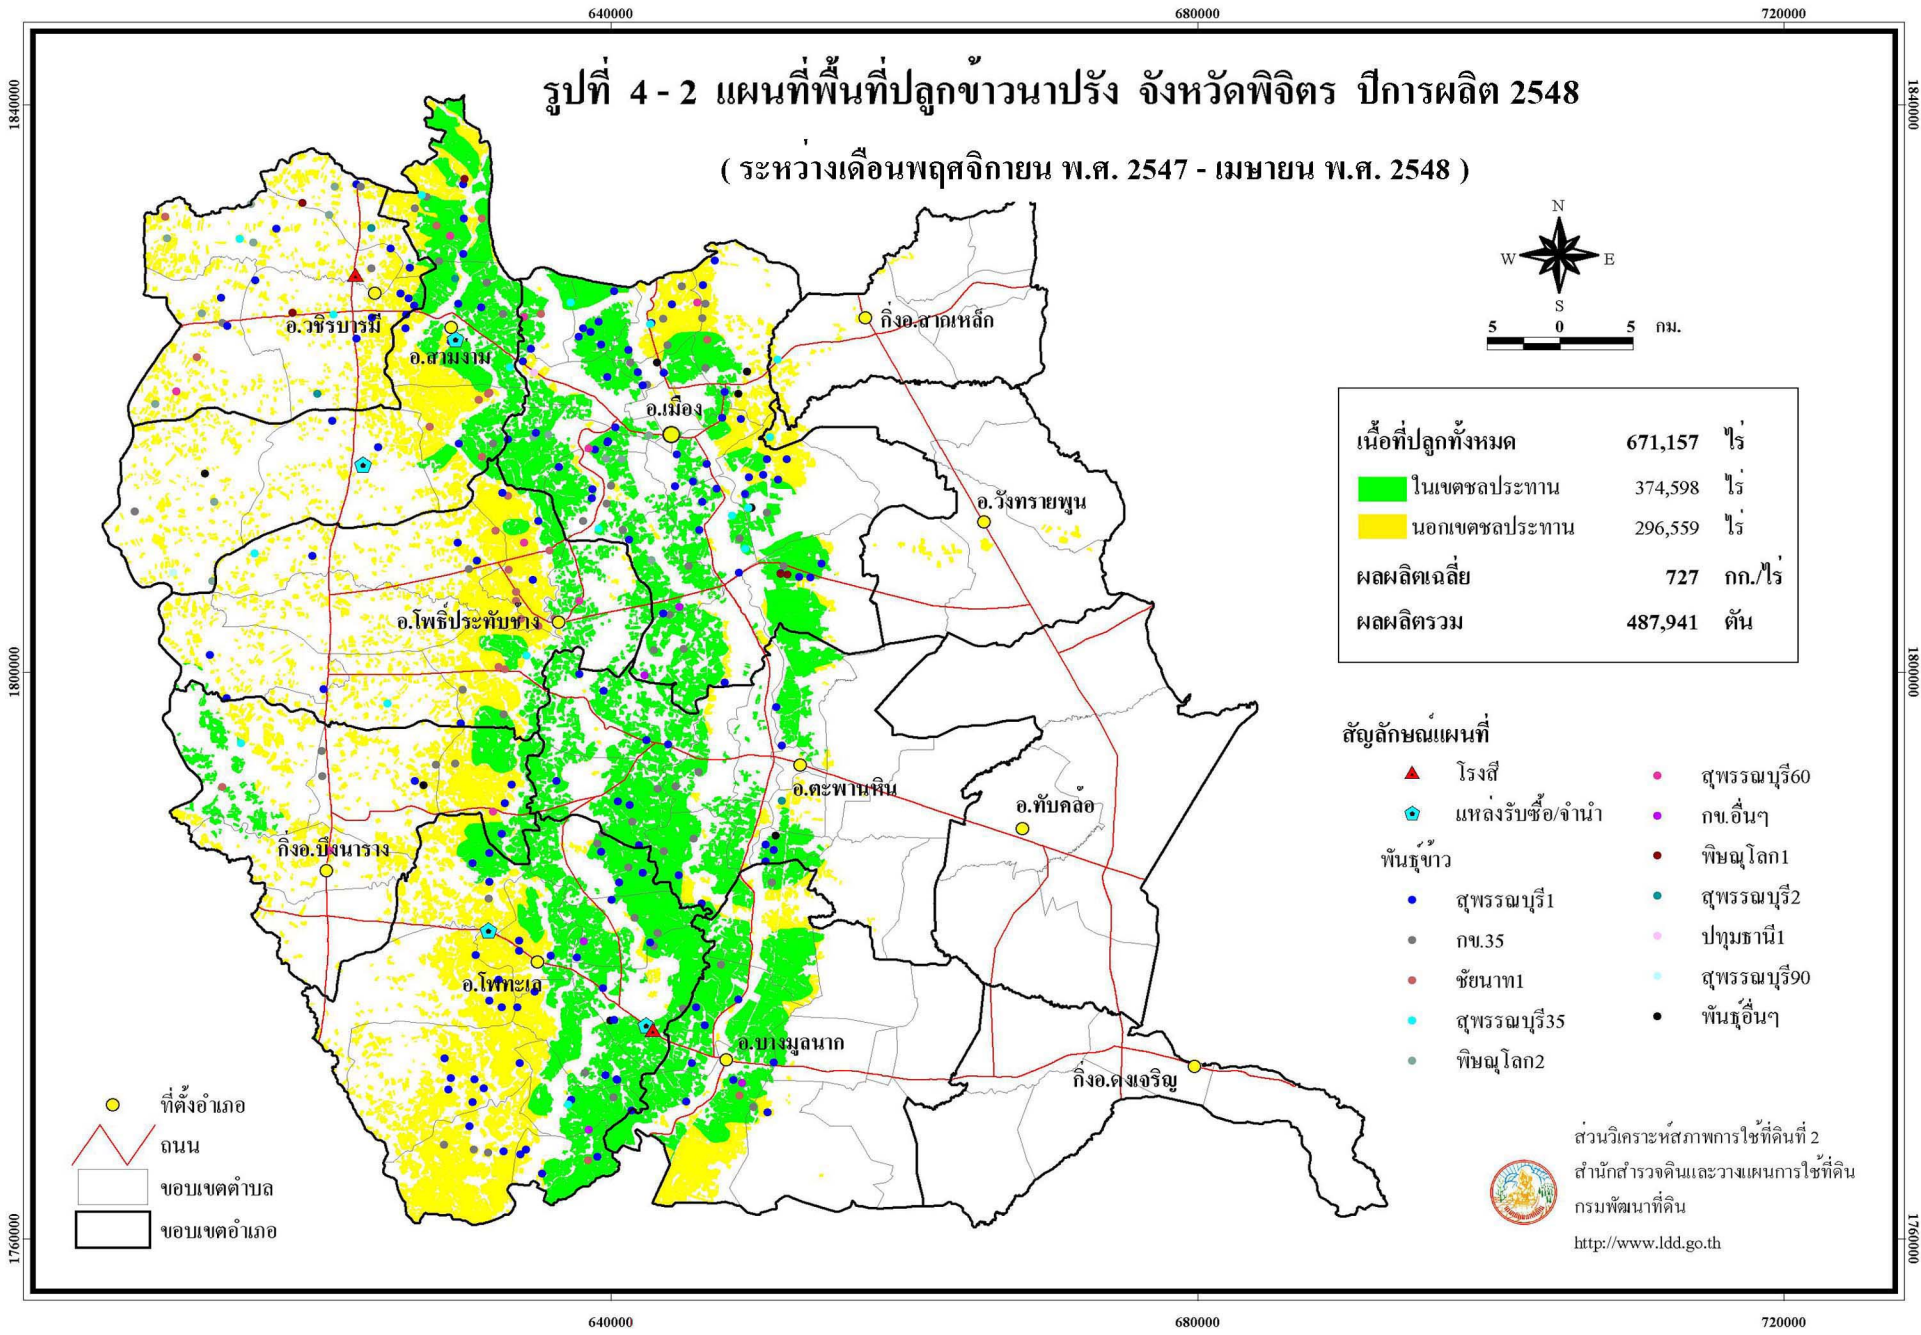 640000
680000
720000
รูปที่ 4 - 2 แผนที่พื้นที่ปลูกข้าวนาปรัง จังหวัดพิจิตร ปีการผลิต 2548
( ระหว่างเดือนพฤศจิกายน พ.ศ. 2547 - เมษายน พ.ศ. 2548 )
1840000
1840000
N
W
E
S
5 0 5 กม.
อ.วชิรบารมี
อ.สามง่าม
กิ่งอ.สากเหล็ก
อ.เมือง
อ.วังทรายพูน
อ.โพธิ์ประทับช้าง
อ.ตะพานหิน
อ.ทับคล้อ
กิ่งอ.บึงนาราง
อ.โพทะเล
อ.บางมูลนาก
กิ่งอ.ดงเจริญ
เนื้อที่ปลูกทั้งหมด 671,157 ไร่
ในเขตชลประทาน 374,598 ไร่
นอกเขตชลประทาน 296,559 ไร่
ผลผลิตเฉลี่ย 727 กก./ไร่
ผลผลิตรวม 487,941 ตัน
1800000
1800000
สัญลักษณ์แผนที่
โรงสี
แหล่งรับซื้อ/จำนำ
พันธุ์ข้าว
สุพรรณบุรี1
กข.35
ชัยนาท1
สุพรรณบุรี35
พิษณุโลก2
สุพรรณบุรี60
กข.อื่นๆ
พิษณุโลก1
สุพรรณบุรี2
ปทุมธานี1
สุพรรณบุรี90
พันธุ์อื่นๆ
ที่ตั้งอำเภอ
ถนน
ขอบเขตตำบล
ขอบเขตอำเภอ
ส่วนวิเคราะห์สภาพการใช้ที่ดินที่ 2
สำนักสำรวจดินและวางแผนการใช้ที่ดิน
กรมพัฒนาที่ดิน
http://www.ldd.go.th
1760000
1760000
640000
680000
720000